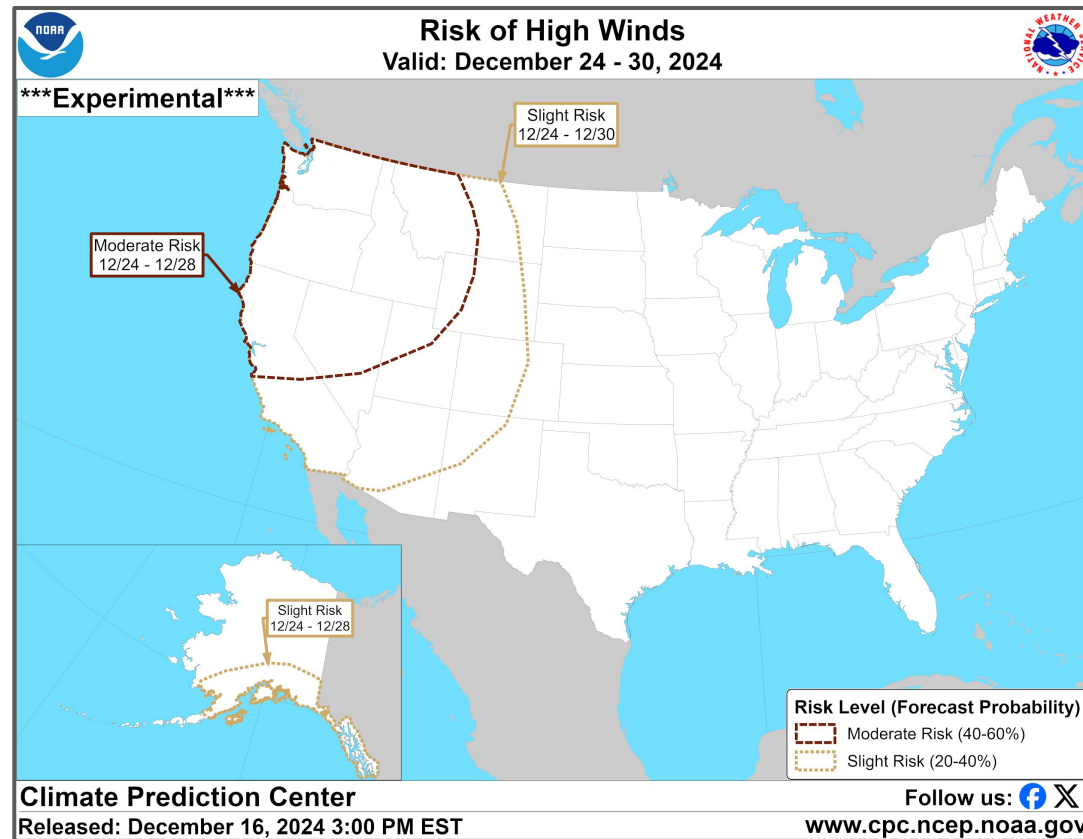 NOAA
Risk of High Winds
Valid: December 24 - 30, 2024
NATIONAL WEATHER SERVICE
***Experimental***
Slight Risk
12/24 - 12/30
Moderate Risk
12/24 - 12/28
Slight Risk
12/24 - 12/28
Risk Level (Forecast Probability)
Moderate Risk (40-60%)
Slight Risk (20-40%)
Climate Prediction Center
Follow us:
Released: December 16, 2024 3:00 PM EST
www.cpc.ncep.noaa.gov